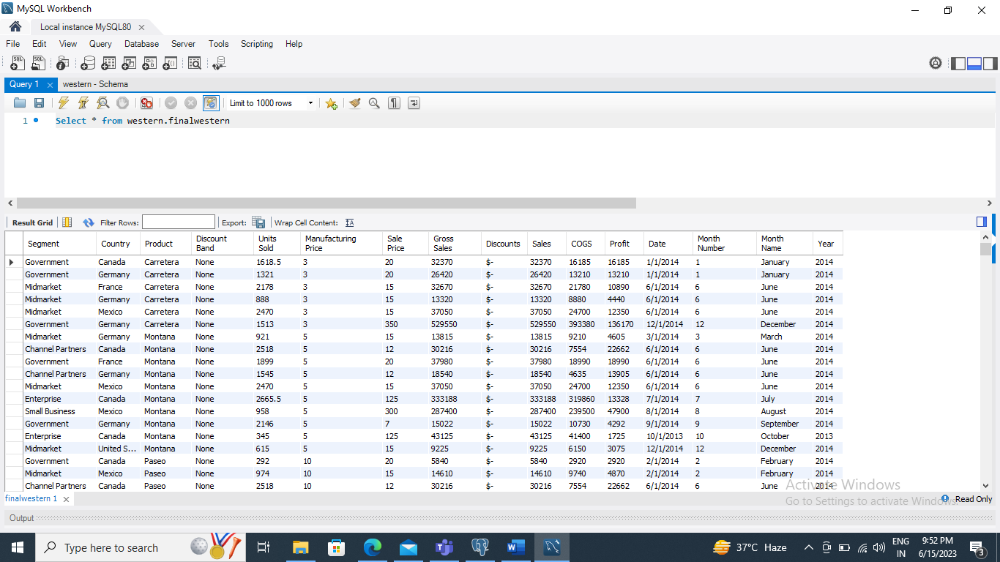 MySQL Workbench
Local instance MySQL80
File Edit View Query Database Server Tools Scripting Help
Query 1 western - Schema
Limit to 1000 rows
1 Select * from western.finalwestern
Result Grid Filter Rows: Export: Wrap Cell Content:
Segment Country Product Discount Band Units Sold Manufacturing Price Sale Price Gross Sales Discounts Sales COGS Profit Date Month Number Month Name Year
Government Canada Carretera None 1618.5 3 20 32370 $- 32370 16185 16185 1/1/2014 1 January 2014
Government Germany Carretera None 1321 3 20 26420 $- 26420 13210 13210 1/1/2014 1 January 2014
Midmarket France Carretera None 2178 3 15 32670 $- 32670 21780 10890 6/1/2014 6 June 2014
Midmarket Germany Carretera None 888 3 15 13320 $- 13320 8880 4440 6/1/2014 6 June 2014
Midmarket Mexico Carretera None 2470 3 15 37050 $- 37050 24700 12350 6/1/2014 6 June 2014
Government Germany Carretera None 1513 3 350 529550 $- 529550 393380 136170 12/1/2014 12 December 2014
Midmarket Germany Montana None 921 5 15 13815 $- 13815 9210 4605 3/1/2014 3 March 2014
Channel Partners Canada Montana None 2518 5 12 30216 $- 30216 7554 22662 6/1/2014 6 June 2014
Government France Montana None 1899 5 20 37980 $- 37980 18990 18990 6/1/2014 6 June 2014
Channel Partners Germany Montana None 1545 5 12 18540 $- 18540 4635 13905 6/1/2014 6 June 2014
Midmarket Mexico Montana None 2470 5 15 37050 $- 37050 24700 12350 6/1/2014 6 June 2014
Enterprise Canada Montana None 2665.5 5 125 333188 $- 333188 319860 13328 7/1/2014 7 July 2014
Small Business Mexico Montana None 958 5 300 287400 $- 287400 239500 47900 8/1/2014 8 August 2014
Government Germany Montana None 2146 5 7 15022 $- 15022 10730 4292 9/1/2014 9 September 2014
Enterprise Canada Montana None 345 5 125 43125 $- 43125 41400 1725 10/1/2013 10 October 2013
Midmarket United S... Montana None 615 5 15 9225 $- 9225 6150 3075 12/1/2014 12 December 2014
Government Canada Paseo None 292 10 20 5840 $- 5840 2920 2920 2/1/2014 2 February 2014
Midmarket Mexico Paseo None 974 10 15 14610 $- 14610 9740 4870 2/1/2014 2 February 2014
Channel Partners Canada Paseo None 2518 10 12 30216 $- 30216 7554 22662 6/1/2014 6 June 2014
Activate Windows
Go to Settings to activate Windows.
finalwestern 1 Read Only
Output
Type here to search 37°C Haze ENG IN 9:52 PM 6/15/2023 3